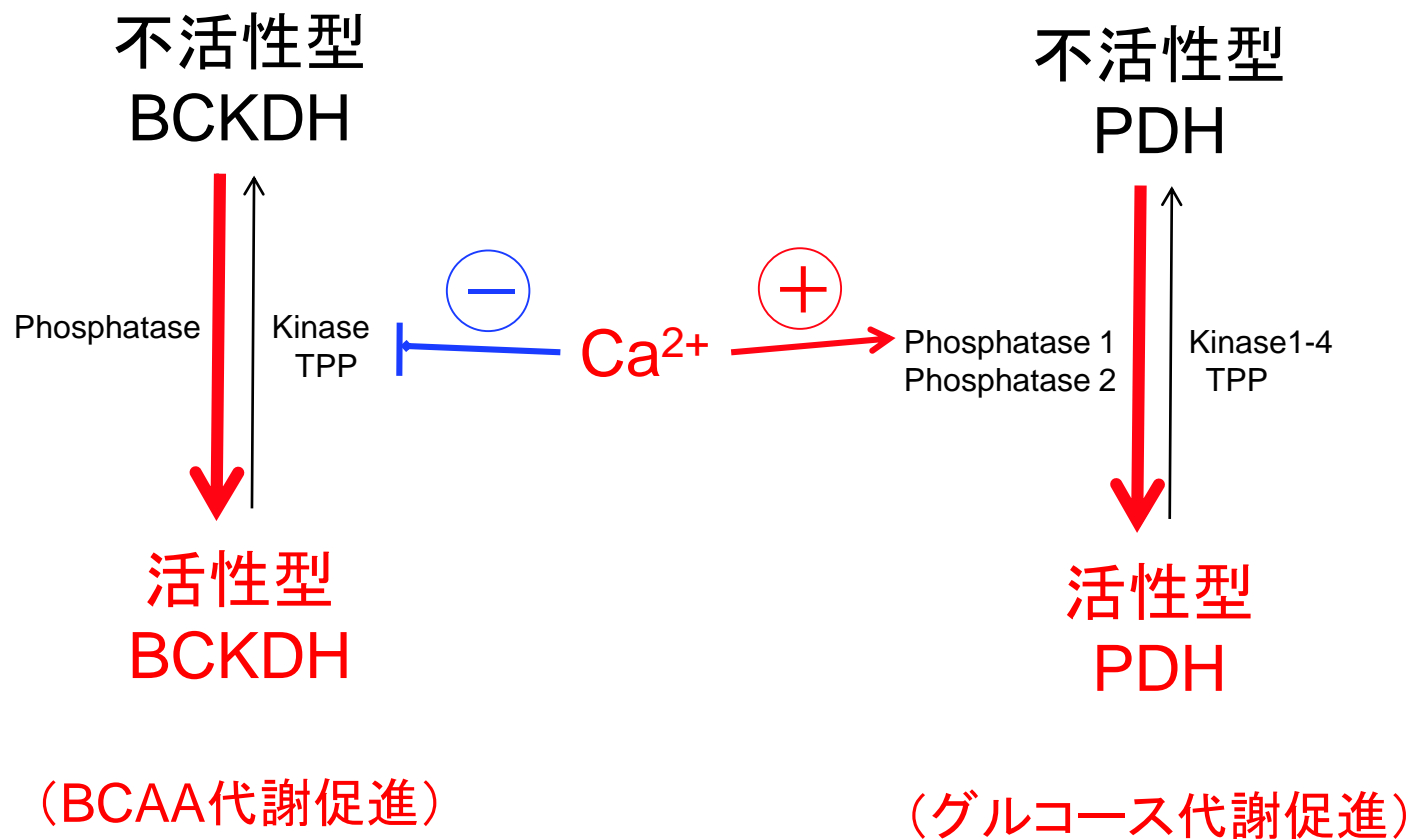 不活性型
BCKDH
Phosphatase
Kinase
TPP
活性型
BCKDH
（BCAA代謝促進）
−
Ca2+
+
不活性型
PDH
Phosphatase 1
Phosphatase 2
Kinase1-4
TPP
活性型
PDH
（グルコース代謝促進）